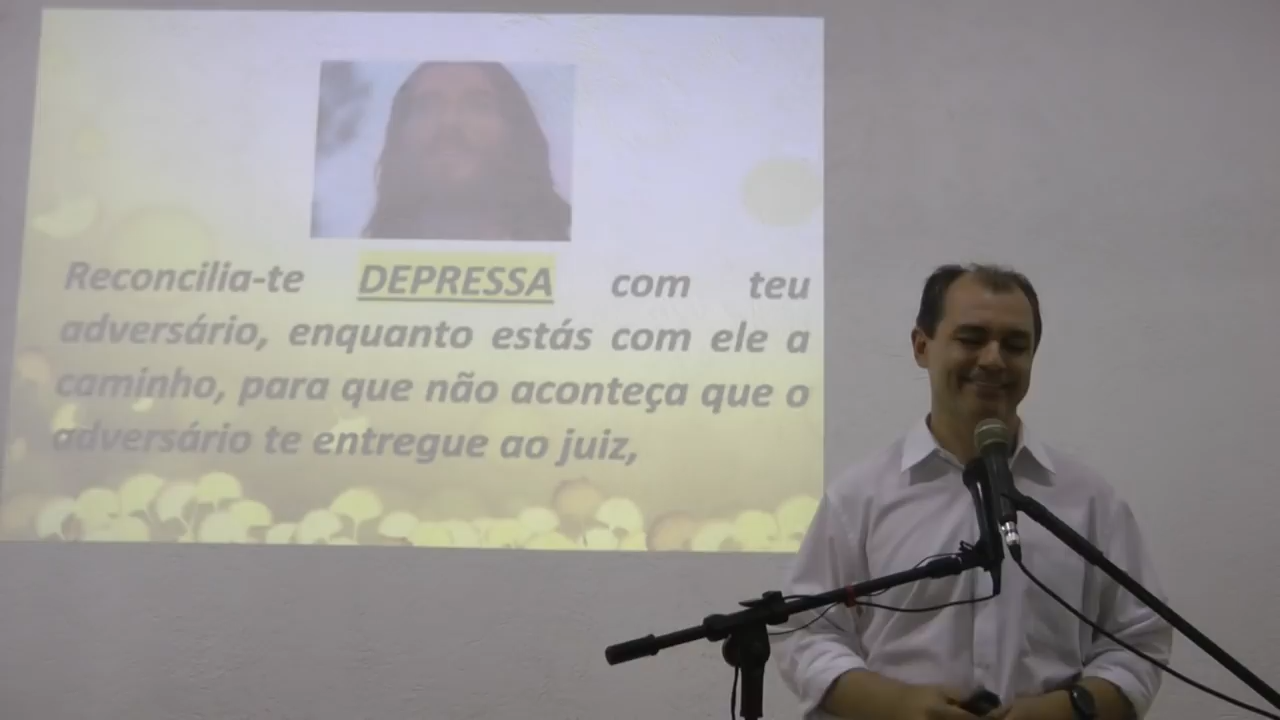 Reconcilia-te DEPRESSA com teu
adversário, enquanto estás com ele a
caminho, para que não aconteça que o
adversário te entregue ao juiz,